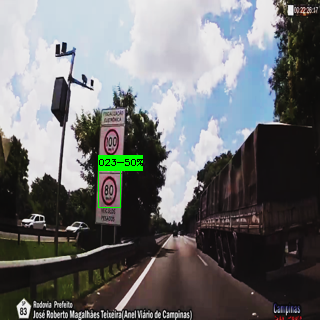 00:22:26:17
FISCALIZAÇÃO
ELETRÔNICA
100
023-50%
80
VEÍCULOS
PESADOS
83
Rodovia Prefeito
José Roberto Magalhães Teixeira(Anel Viário de Campinas)
Campinas